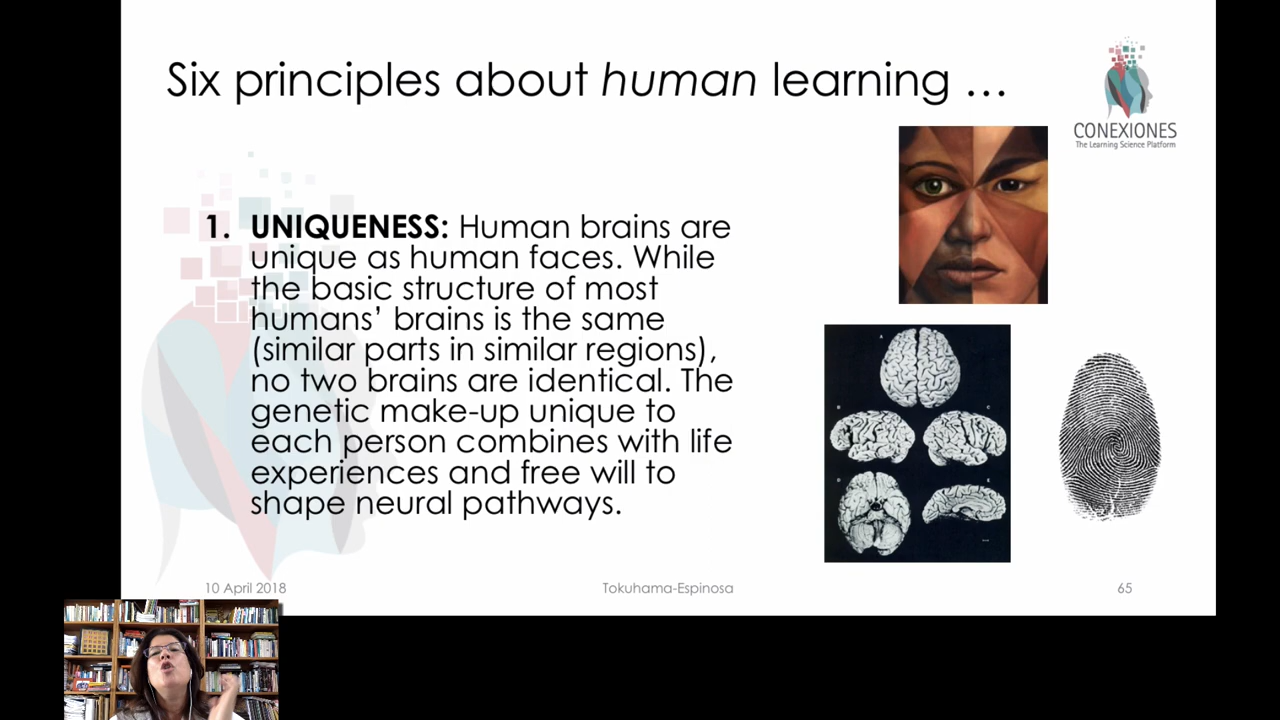 Six principles about human learning …
CONEXIONES
The Learning Science Platform
1. UNIQUENESS: Human brains are
unique as human faces. While
the basic structure of most
humans’ brains is the same
(similar parts in similar regions),
no two brains are identical. The
genetic make-up unique to
each person combines with life
experiences and free will to
shape neural pathways.
A
B
C
D
E
10 April 2018
Tokuhama-Espinosa
65